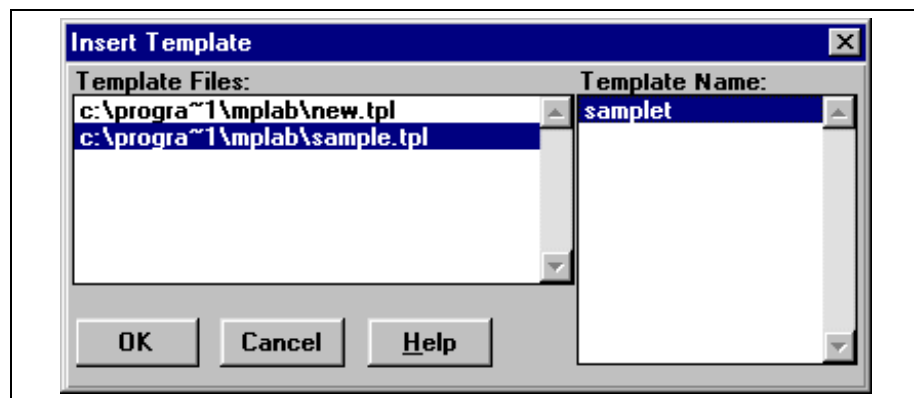 Insert Template
Template Files:
c:\progra~1\mplab\new.tpl
c:\progra~1\mplab\sample.tpl
Template Name:
samplet
OK
Cancel
Help